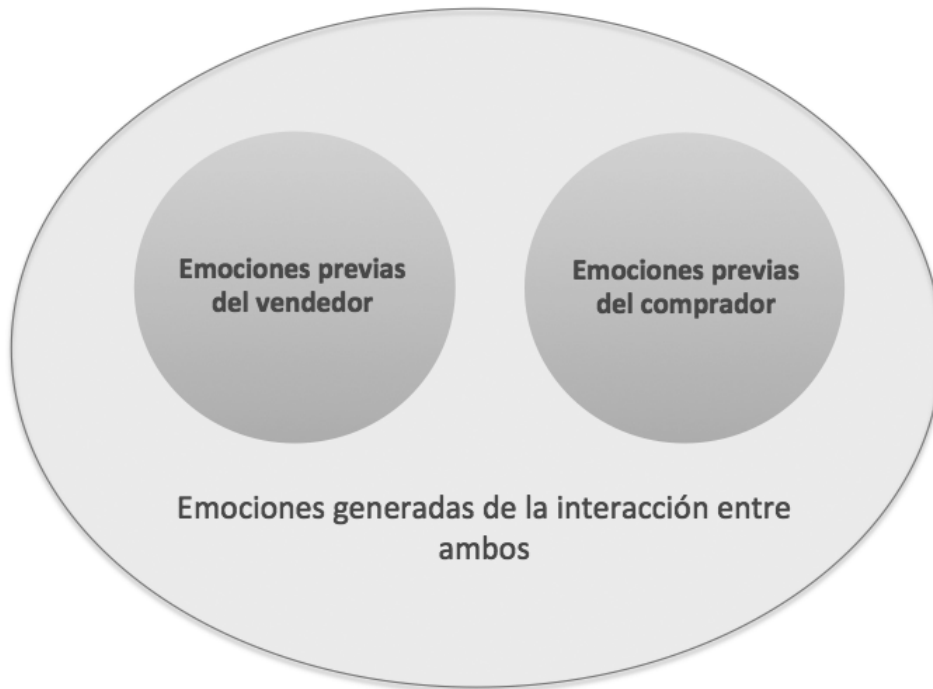 Emociones previas
del vendedor
Emociones previas
del comprador
Emociones generadas de la interacción entre
ambos